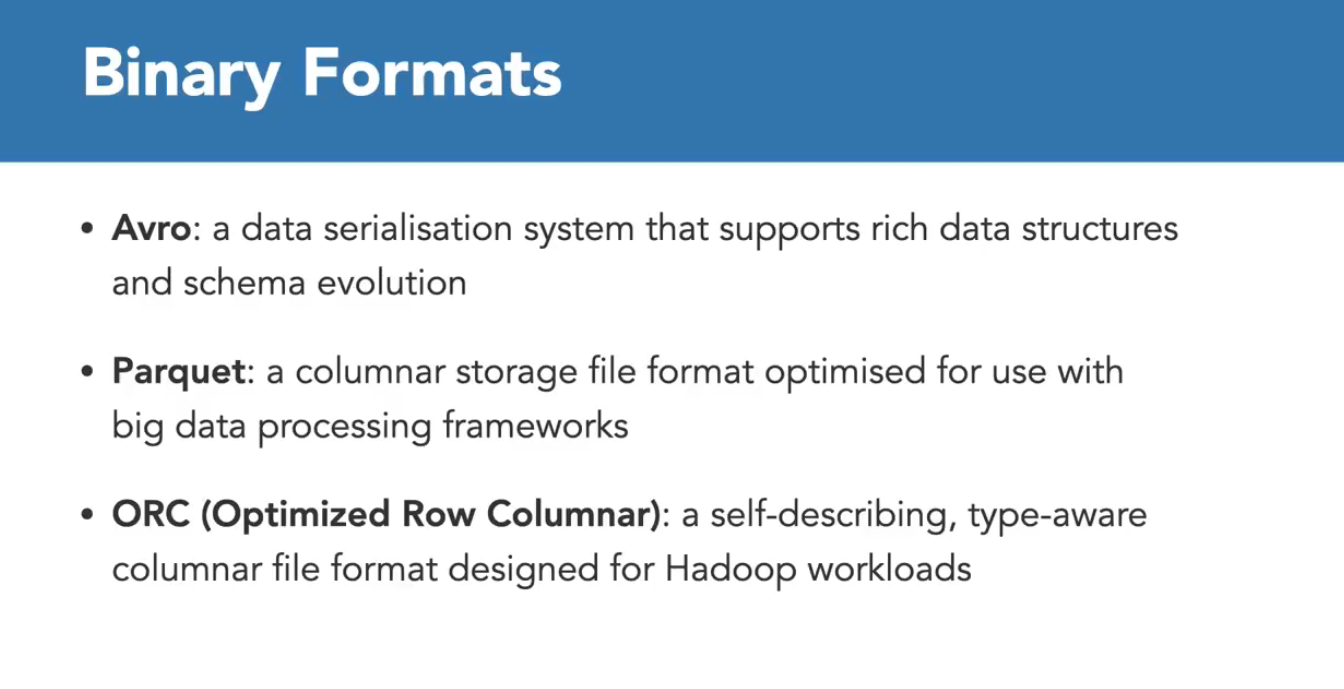 Binary Formats
• Avro: a data serialisation system that supports rich data structures
and schema evolution
• Parquet: a columnar storage file format optimised for use with
big data processing frameworks
• ORC (Optimized Row Columnar): a self-describing, type-aware
columnar file format designed for Hadoop workloads